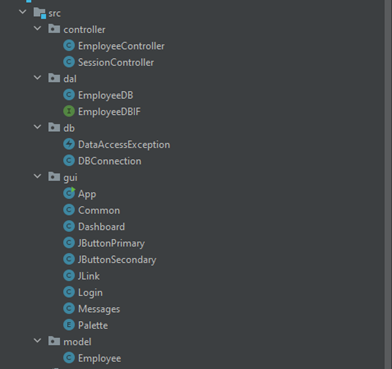 src
controller
EmployeeController
SessionController
dal
EmployeeDB
EmployeeDBIF
db
DataAccessException
DBConnection
gui
App
Common
Dashboard
JButtonPrimary
JButtonSecondary
JLink
Login
Messages
Palette
model
Employee